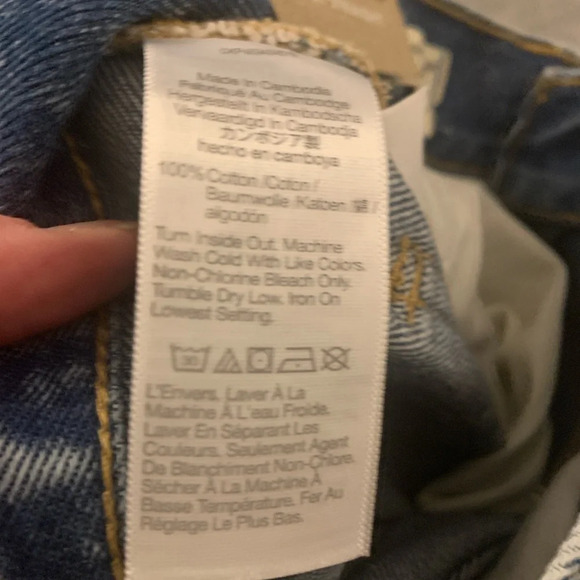 Made In Cambodia
Fabriqué Au Cambodge
Hergestellt In Kambodscha
Vervaardigd In Cambodja
カンボジア製
hecho en camboya
100% Cotton / Coton /
Baumwolle / Katoen / 綿 /
algodón
Turn Inside Out. Machine
Wash Cold With Like Colors.
Non-Chlorine Bleach Only.
Tumble Dry Low. Iron On
Lowest Setting.
30
L'Envers. Laver À La
Machine À L'eau Froide.
Laver En Séparant Les
Couleurs. Seulement Agent
De Blanchiment Non-Chlore.
Sécher À La Machine À
Basse Température. Fer Au
Réglage Le Plus Bas.